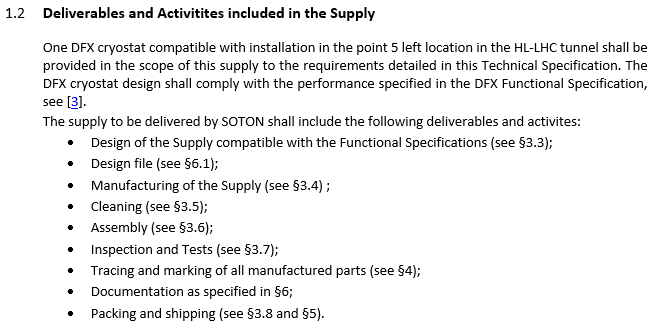 1.2 Deliverables and Activitites included in the Supply
One DFX cryostat compatible with installation in the point 5 left location in the HL-LHC tunnel shall be
provided in the scope of this supply to the requirements detailed in this Technical Specification. The
DFX cryostat design shall comply with the performance specified in the DFX Functional Specification,
see [3].
The supply to be delivered by SOTON shall include the following deliverables and activites:
• Design of the Supply compatible with the Functional Specifications (see §3.3);
• Design file (see §6.1);
• Manufacturing of the Supply (see §3.4) ;
• Cleaning (see §3.5);
• Assembly (see §3.6);
• Inspection and Tests (see §3.7);
• Tracing and marking of all manufactured parts (see §4);
• Documentation as specified in §6;
• Packing and shipping (see §3.8 and §5).